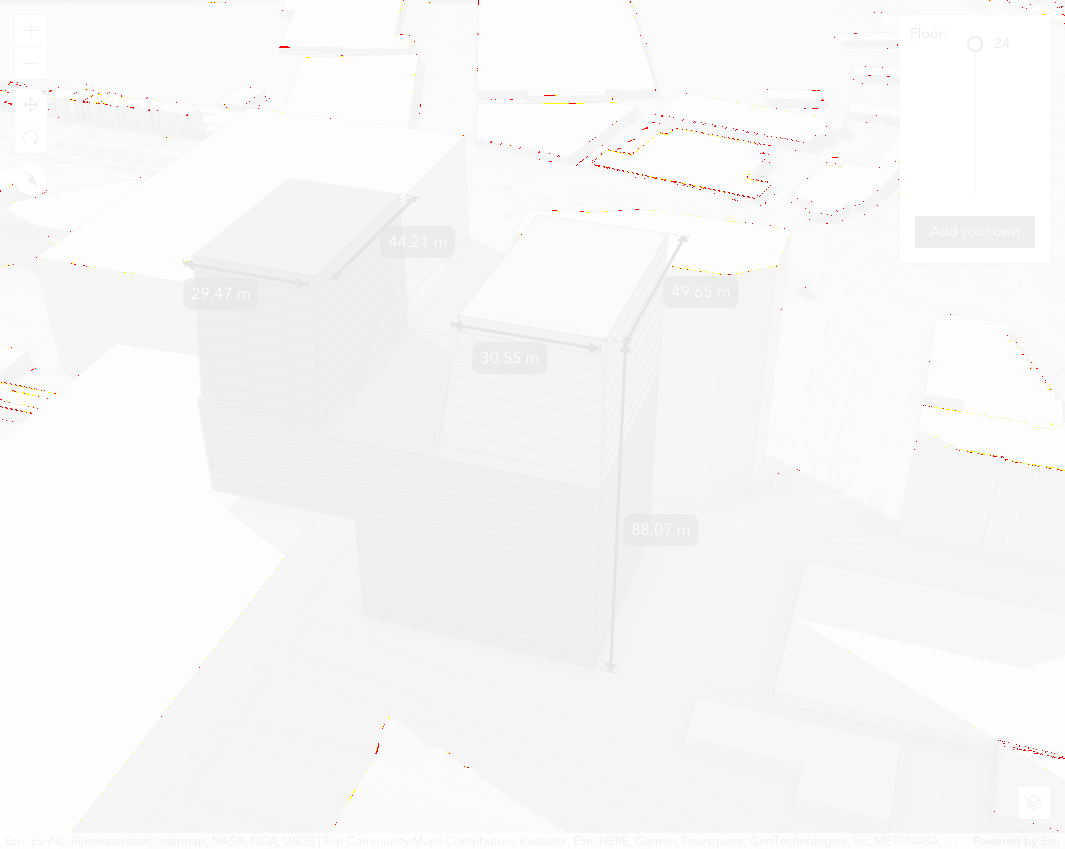 Floor:
24
Add your own
44.21 m
29.47 m
49.65 m
30.55 m
88.07 m
Esri, EsriNL, Rijkswaterstaat, Intermap, NASA, NGA, USGS | Esri Community Maps Contributors, Kadaster, Esri, HERE, Garmin, Foursquare, GeoTechnologies, Inc, METI/NASA, ... Powered by Esri